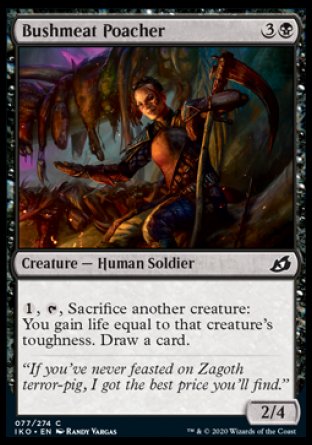 Bushmeat Poacher 3
Creature — Human Soldier
1, , Sacrifice another creature:
You gain life equal to that creature's
toughness. Draw a card.
"If you've never feasted on Zagoth
terror-pig, I got the best price you'll find."
2/4
077/274 C
IKO • EN Randy Vargas
™ & © 2020 Wizards of the Coast